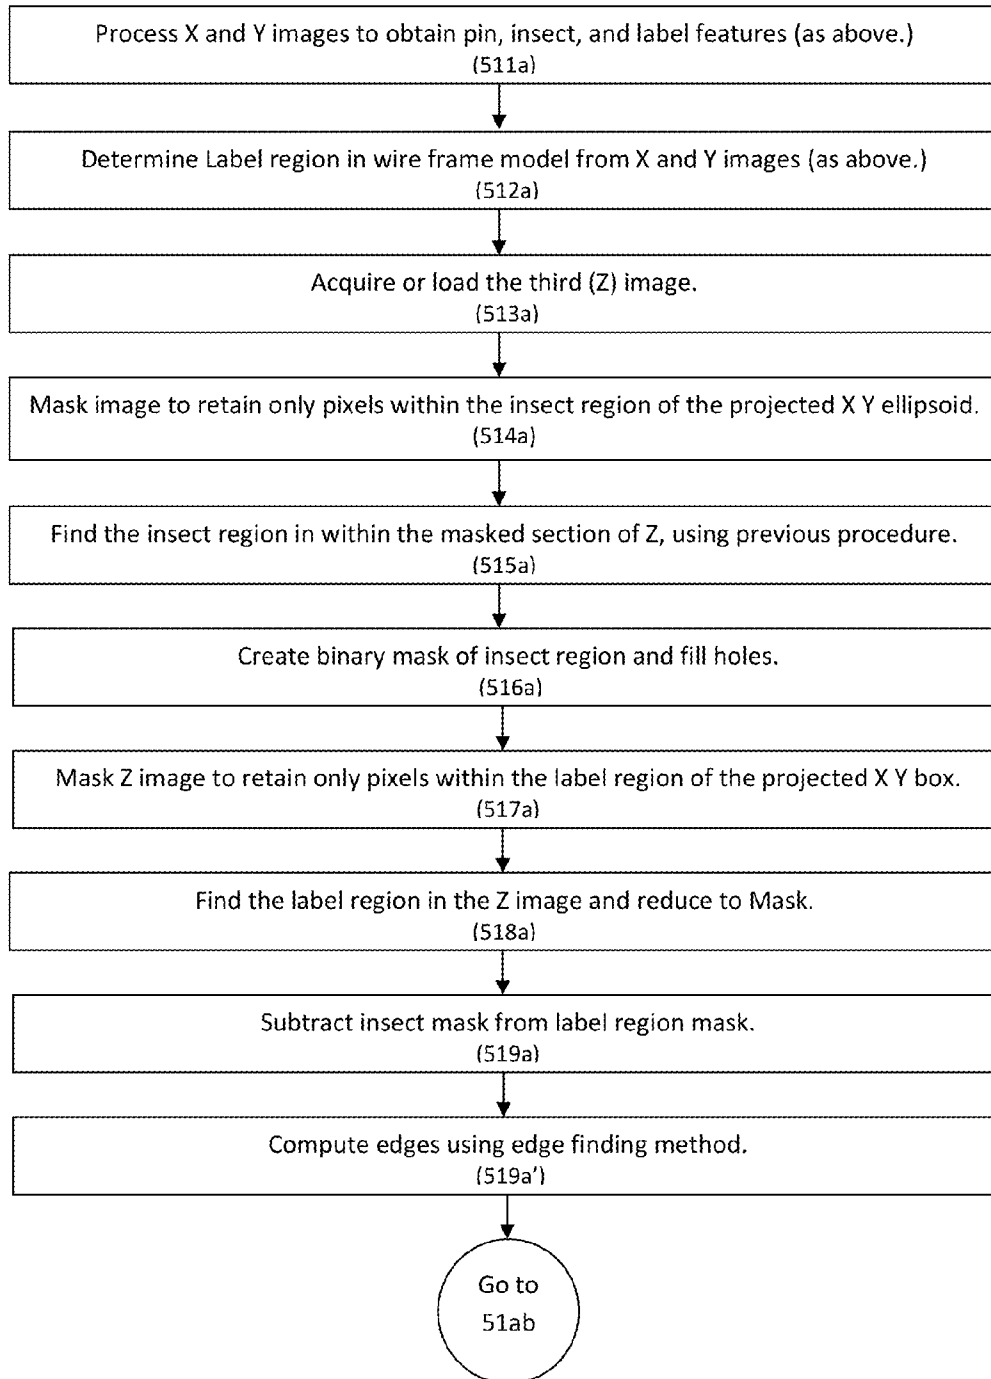 Process X and Y images to obtain pin, insect, and label features (as above.)
(511a)
Determine Label region in wire frame model from X and Y images (as above.)
(512a)
Acquire or load the third (Z) image.
(513a)
Mask image to retain only pixels within the insect region of the projected X Y ellipsoid.
(514a)
Find the insect region in within the masked section of Z, using previous procedure.
(515a)
Create binary mask of insect region and fill holes.
(516a)
Mask Z image to retain only pixels within the label region of the projected X Y box.
(517a)
Find the label region in the Z image and reduce to Mask.
(518a)
Subtract insect mask from label region mask.
(519a)
Compute edges using edge finding method.
(519a')
Go to
51ab